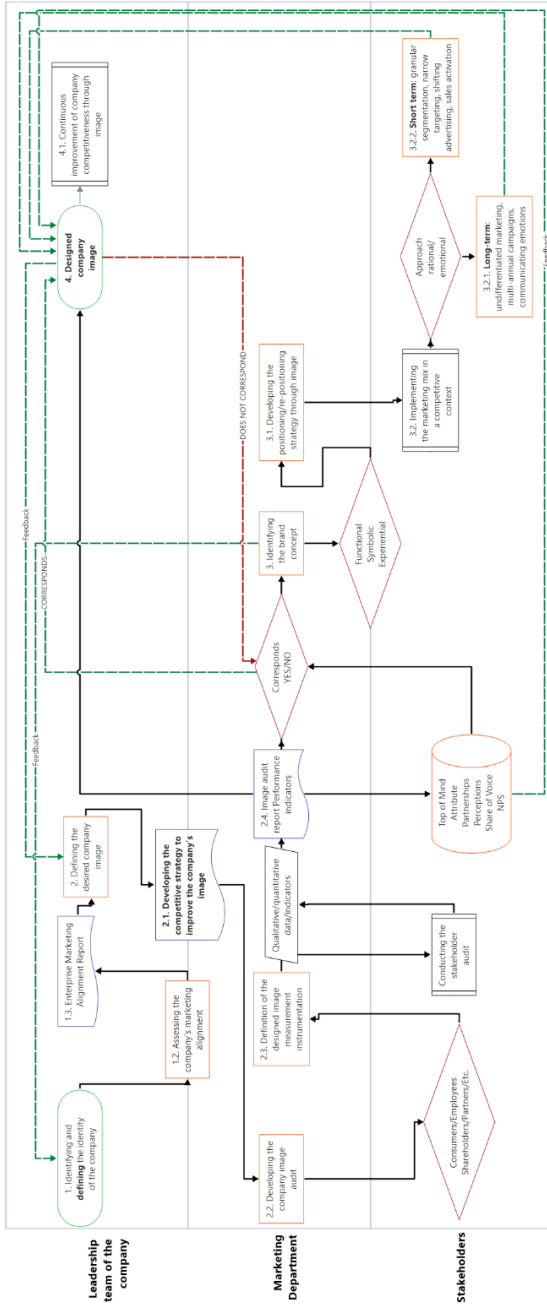 Leadership
team of the
company
1. Identifying and
defining the identity
of the company
1.2. Assessing the
company's marketing
alignment
1.3. Enterprise Marketing
Alignment Report
2. Defining the
desired company
image
2.1. Developing the
competitive strategy to
improve the company's
image
Feedback
Feedback
CORRESPONDS
4. Designed
company
image
4.1. Continuous
improvement of company
competitiveness through
image
DOES NOT CORRESPOND
Marketing
Department
2.2. Developing the
company image
audit
2.3. Definition of the
designed image
measurement
instrumentation
Qualitative/quantitative
data/indicators
2.4. Image audit
report Performance
indicators
Corresponds
YES/NO
3. Identifying
the brand
concept
Functional
Symbolic
Experiential
3.1. Developing the
positioning/re-positioning
strategy through image
Stakeholders
Consumers/Employees
Shareholders/Partners/Etc.
Conducting the
stakeholder
audit
Top of Mind
Attribute
Partnerships
Perceptions
Share of Voice
NPS
3.2. Implementing
the marketing mix in
a competitive
context
Approach
rational/
emotional
3.2.1. Long-term:
undifferentiated marketing,
multi-annual campaigns,
communicating emotions
3.2.2. Short term: granular
segmentation, narrow
targeting, shifting
advertising, sales activation
Feedback